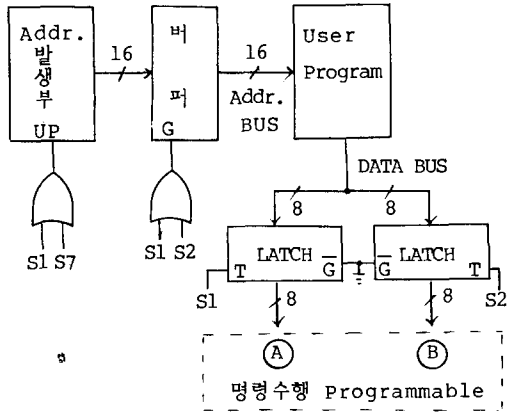 Addr.
발
생
부
UP
16
버
퍼
G
16
Addr.
BUS
User
Program
S1 S7
S1 S2
DATA BUS
8
8
LATCH
T
G
LATCH
G
T
S1
S2
8
8
A
B
명령수행 Programmable